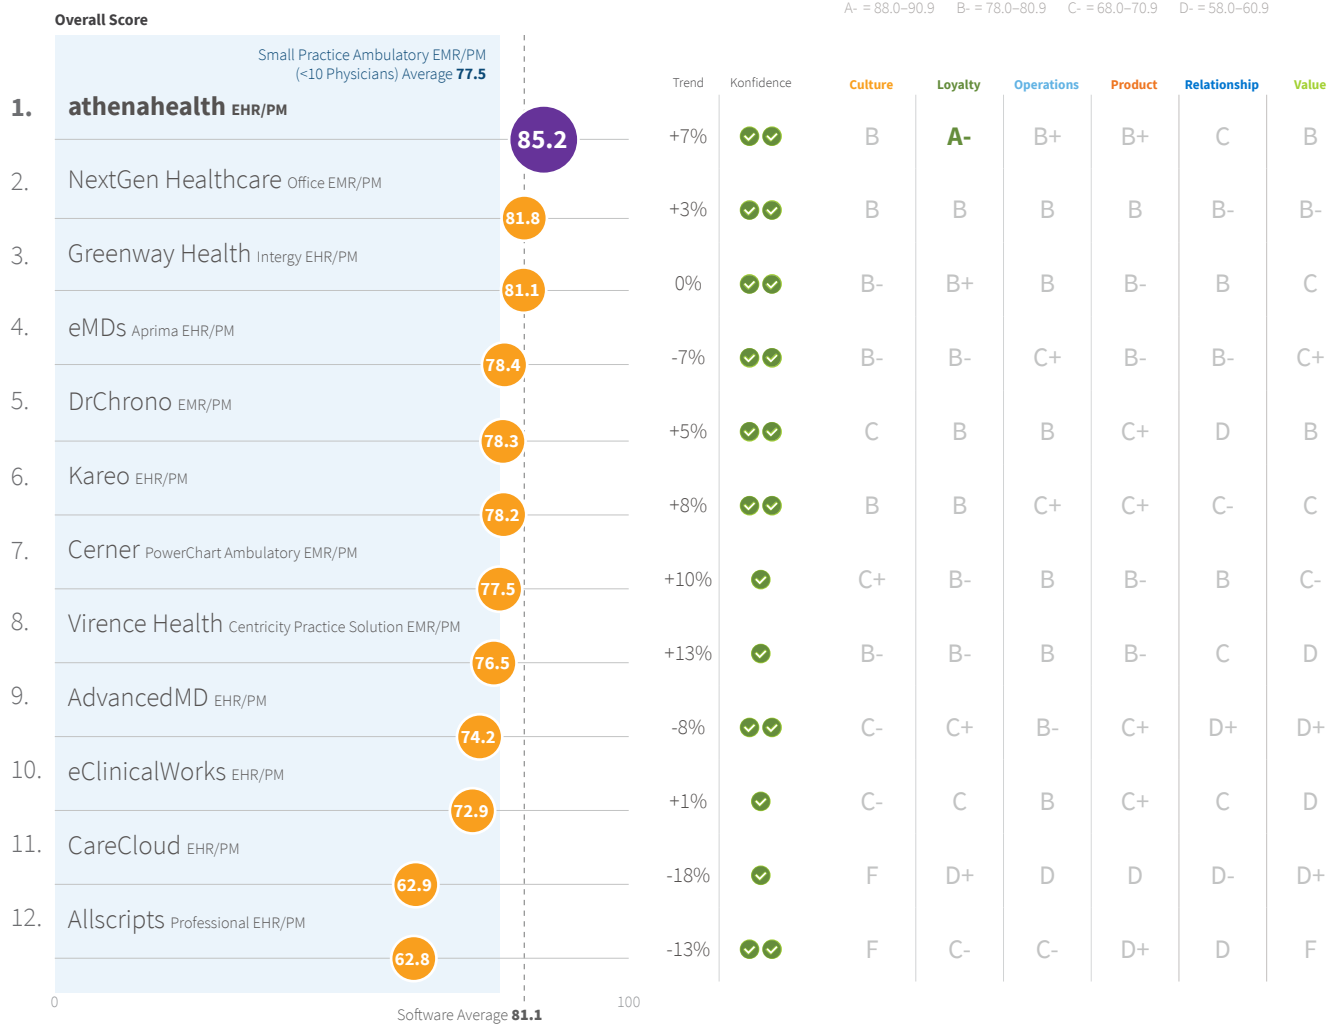 A- = 88.0–90.9 B- = 78.0–80.9 C- = 68.0–70.9 D- = 58.0–60.9
Overall Score
Small Practice Ambulatory EMR/PM
(<10 Physicians) Average 77.5
Trend Konfidence Culture Loyalty Operations Product Relationship Value
1. athenahealth EHR/PM
85.2 +7% B A- B+ B+ C B
2. NextGen Healthcare Office EMR/PM
81.8 +3% B B B B B- B-
3. Greenway Health Intergy EHR/PM
81.1 0% B- B+ B B- B C
4. eMDs Aprima EHR/PM
78.4 -7% B- B- C+ B- B- C+
5. DrChrono EMR/PM
78.3 +5% C B B C+ D B
6. Kareo EHR/PM
78.2 +8% B B C+ C+ C- C
7. Cerner PowerChart Ambulatory EMR/PM
77.5 +10% C+ B- B B- B C-
8. Virence Health Centricity Practice Solution EMR/PM
76.5 +13% B- B- B B- C D
9. AdvancedMD EHR/PM
74.2 -8% C- C+ B- C+ D+ D+
10. eClinicalWorks EHR/PM
72.9 +1% C- C B C+ C D
11. CareCloud EHR/PM
62.9 -18% F D+ D D D- D+
12. Allscripts Professional EHR/PM
62.8 -13% F C- C- D+ D F
0 100
Software Average 81.1